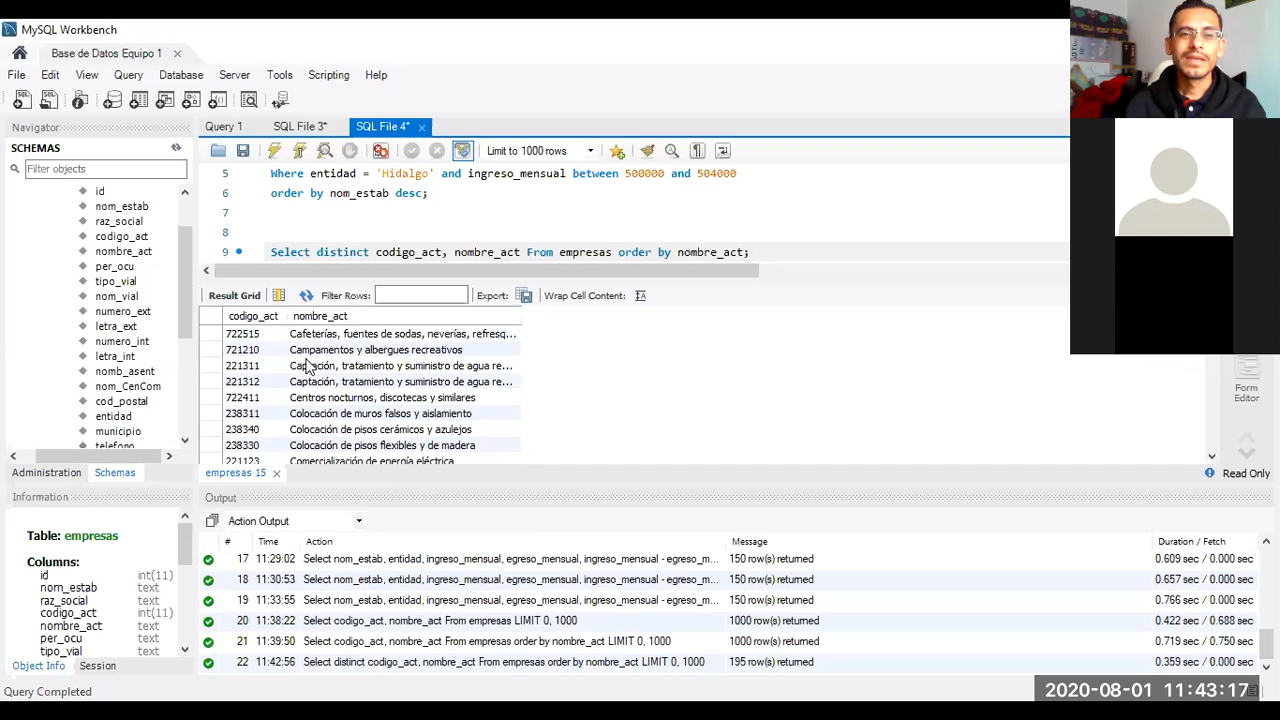 MySQL Workbench
Base de Datos Equipo 1
File Edit View Query Database Server Tools Scripting Help
Navigator
SCHEMAS
Filter objects
id
nom_estab
raz_social
codigo_act
nombre_act
per_ocu
tipo_vial
nom_vial
numero_ext
letra_ext
numero_int
letra_int
nomb_asent
nom_CenCom
cod_postal
entidad
municipio
telefono
Administration Schemas
Information
Table: empresas
Columns:
id int(11)
nom_estab text
raz_social text
codigo_act int(11)
nombre_act text
per_ocu text
tipo_vial text
Object Info Session
Query Completed
Query 1 SQL File 3* SQL File 4*
Limit to 1000 rows
5 Where entidad = 'Hidalgo' and ingreso_mensual between 500000 and 504000
6 order by nom_estab desc;
7
8
9 Select distinct codigo_act, nombre_act From empresas order by nombre_act;
Result Grid Filter Rows: Export: Wrap Cell Content:
codigo_act nombre_act
722515 Cafeterías, fuentes de sodas, neverías, refresq...
721210 Campamentos y albergues recreativos
221311 Captación, tratamiento y suministro de agua re...
221312 Captación, tratamiento y suministro de agua re...
722411 Centros nocturnos, discotecas y similares
238311 Colocación de muros falsos y aislamiento
238340 Colocación de pisos cerámicos y azulejos
238330 Colocación de pisos flexibles y de madera
221123 Comercialización de energía eléctrica
Form Editor
empresas 15
Read Only
Output
Action Output
# Time Action Message Duration / Fetch
17 11:29:02 Select nom_estab, entidad, ingreso_mensual, egreso_mensual, ingreso_mensual - egreso_m... 150 row(s) returned 0.609 sec / 0.000 sec
18 11:30:53 Select nom_estab, entidad, ingreso_mensual, egreso_mensual, ingreso_mensual - egreso_m... 150 row(s) returned 0.657 sec / 0.000 sec
19 11:33:55 Select nom_estab, entidad, ingreso_mensual, egreso_mensual, ingreso_mensual - egreso_m... 150 row(s) returned 0.766 sec / 0.000 sec
20 11:38:22 Select codigo_act, nombre_act From empresas LIMIT 0, 1000 1000 row(s) returned 0.422 sec / 0.688 sec
21 11:39:50 Select codigo_act, nombre_act From empresas order by nombre_act LIMIT 0, 1000 1000 row(s) returned 0.719 sec / 0.750 sec
22 11:42:56 Select distinct codigo_act, nombre_act From empresas order by nombre_act LIMIT 0, 1000 195 row(s) returned 0.359 sec / 0.000 sec
2020-08-01 11:43:17